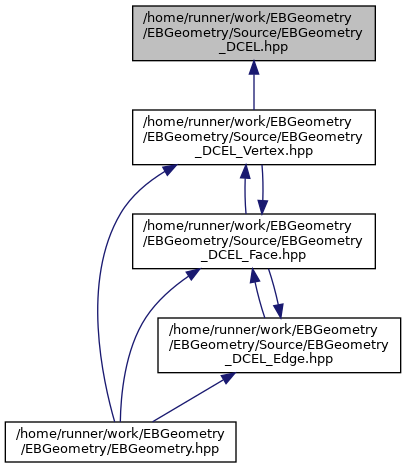 /home/runner/work/EBGeometry
/EBGeometry/Source/EBGeometry
_DCEL.hpp
/home/runner/work/EBGeometry
/EBGeometry/Source/EBGeometry
_DCEL_Vertex.hpp
/home/runner/work/EBGeometry
/EBGeometry/Source/EBGeometry
_DCEL_Face.hpp
/home/runner/work/EBGeometry
/EBGeometry/Source/EBGeometry
_DCEL_Edge.hpp
/home/runner/work/EBGeometry
/EBGeometry/EBGeometry.hpp